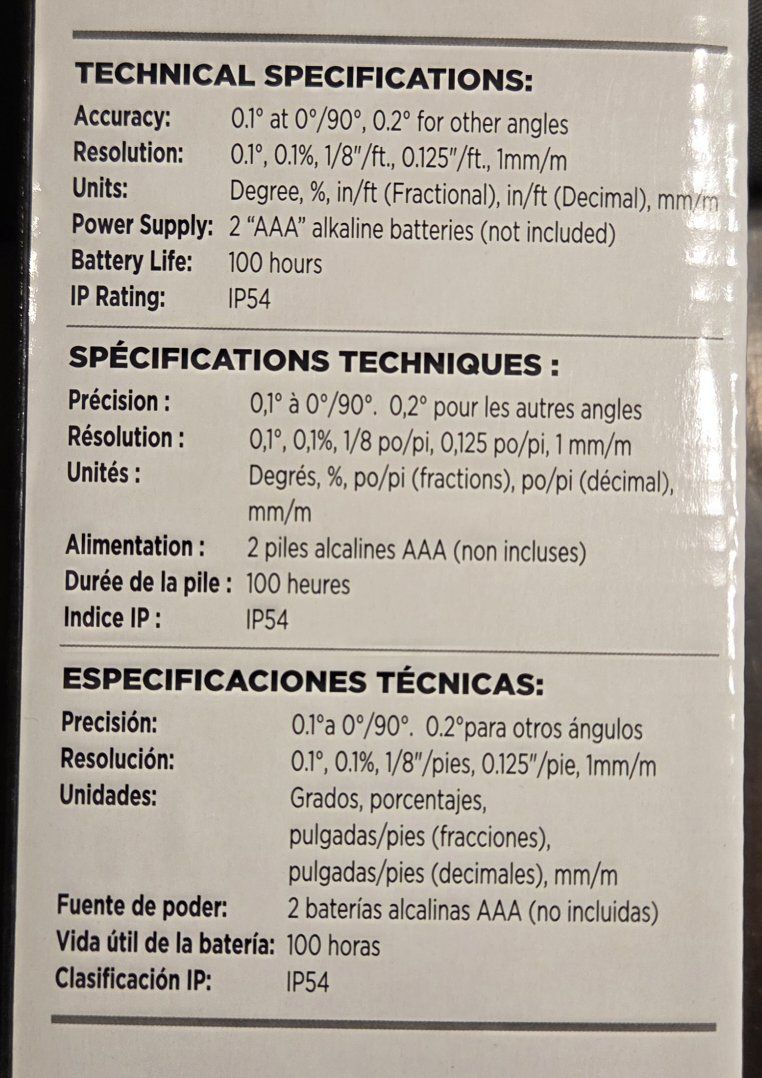 TECHNICAL SPECIFICATIONS:
Accuracy: 0.1° at 0°/90°, 0.2° for other angles
Resolution: 0.1°, 0.1%, 1/8"/ft., 0.125"/ft., 1mm/m
Units: Degree, %, in/ft (Fractional), in/ft (Decimal), mm/m
Power Supply: 2 “AAA” alkaline batteries (not included)
Battery Life: 100 hours
IP Rating: IP54
SPÉCIFICATIONS TECHNIQUES :
Précision : 0,1° à 0°/90°. 0,2° pour les autres angles
Résolution : 0,1°, 0,1%, 1/8 po/pi, 0,125 po/pi, 1 mm/m
Unités : Degrés, %, po/pi (fractions), po/pi (décimal),
mm/m
Alimentation : 2 piles alcalines AAA (non incluses)
Durée de la pile : 100 heures
Indice IP : IP54
ESPECIFICACIONES TÉCNICAS:
Precisión: 0.1°a 0°/90°. 0.2°para otros ángulos
Resolución: 0.1°, 0.1%, 1/8"/pies, 0.125"/pie, 1mm/m
Unidades: Grados, porcentajes,
pulgadas/pies (fracciones),
pulgadas/pies (decimales), mm/m
Fuente de poder: 2 baterías alcalinas AAA (no incluidas)
Vida útil de la batería: 100 horas
Clasificación IP: IP54